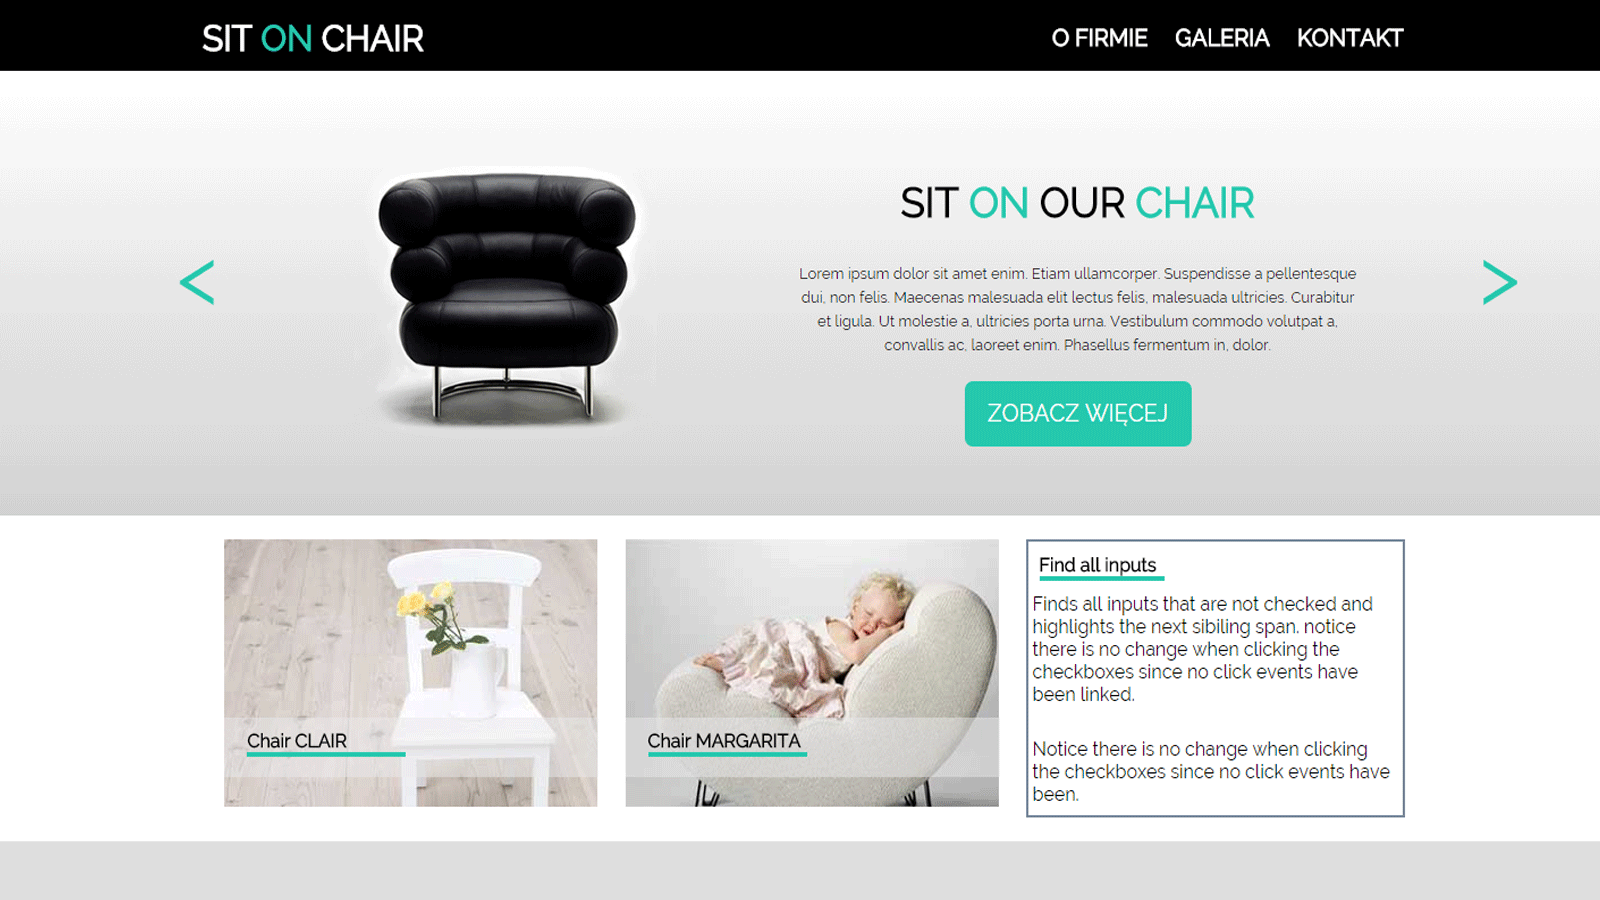 SIT ON CHAIR
O FIRMIE GALERIA KONTAKT
<
SIT ON OUR CHAIR
Lorem ipsum dolor sit amet enim. Etiam ullamcorper. Suspendisse a pellentesque
dui, non felis. Maecenas malesuada elit lectus felis, malesuada ultricies. Curabitur
et ligula. Ut molestie a, ultricies porta urna. Vestibulum commodo volutpat a,
convallis ac, laoreet enim. Phasellus fermentum in, dolor.
ZOBACZ WIĘCEJ
>
Chair CLAIR
Chair MARGARITA
Find all inputs
Finds all inputs that are not checked and
highlights the next sibiling span. notice
there is no change when clicking the
checkboxes since no click events have
been linked.
Notice there is no change when clicking
the checkboxes since no click events have
been.